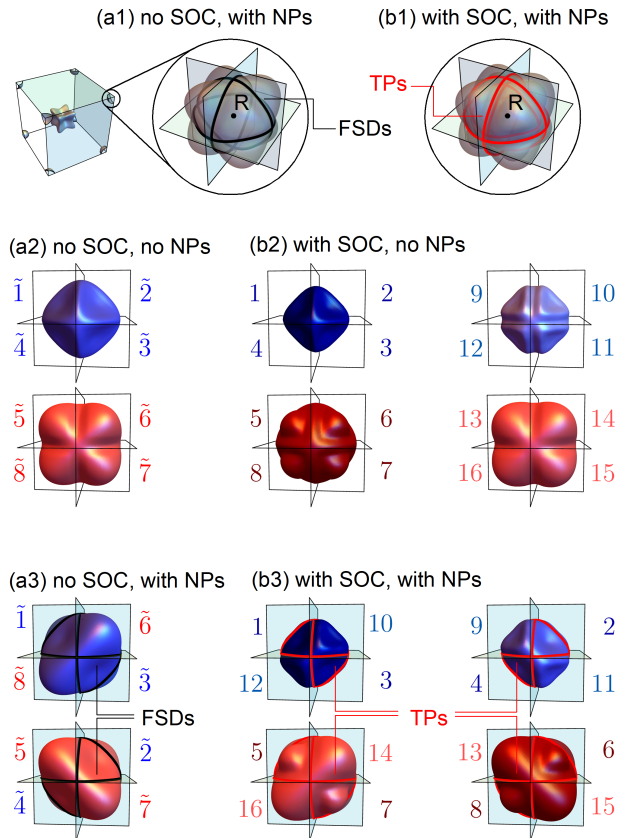 (a1) no SOC, with NPs
(b1) with SOC, with NPs
R
FSDs
TPs
R
(a2) no SOC, no NPs
(b2) with SOC, no NPs
1̃ 2̃
4̃ 3̃
1 2
4 3
9 10
12 11
5̃ 6̃
8̃ 7̃
5 6
8 7
13 14
16 15
(a3) no SOC, with NPs
(b3) with SOC, with NPs
1̃ 6̃
8̃ 3̃
1 10
12 3
9 2
4 11
FSDs
TPs
5̃ 2̃
4̃ 7̃
5 14
16 7
13 6
8 15